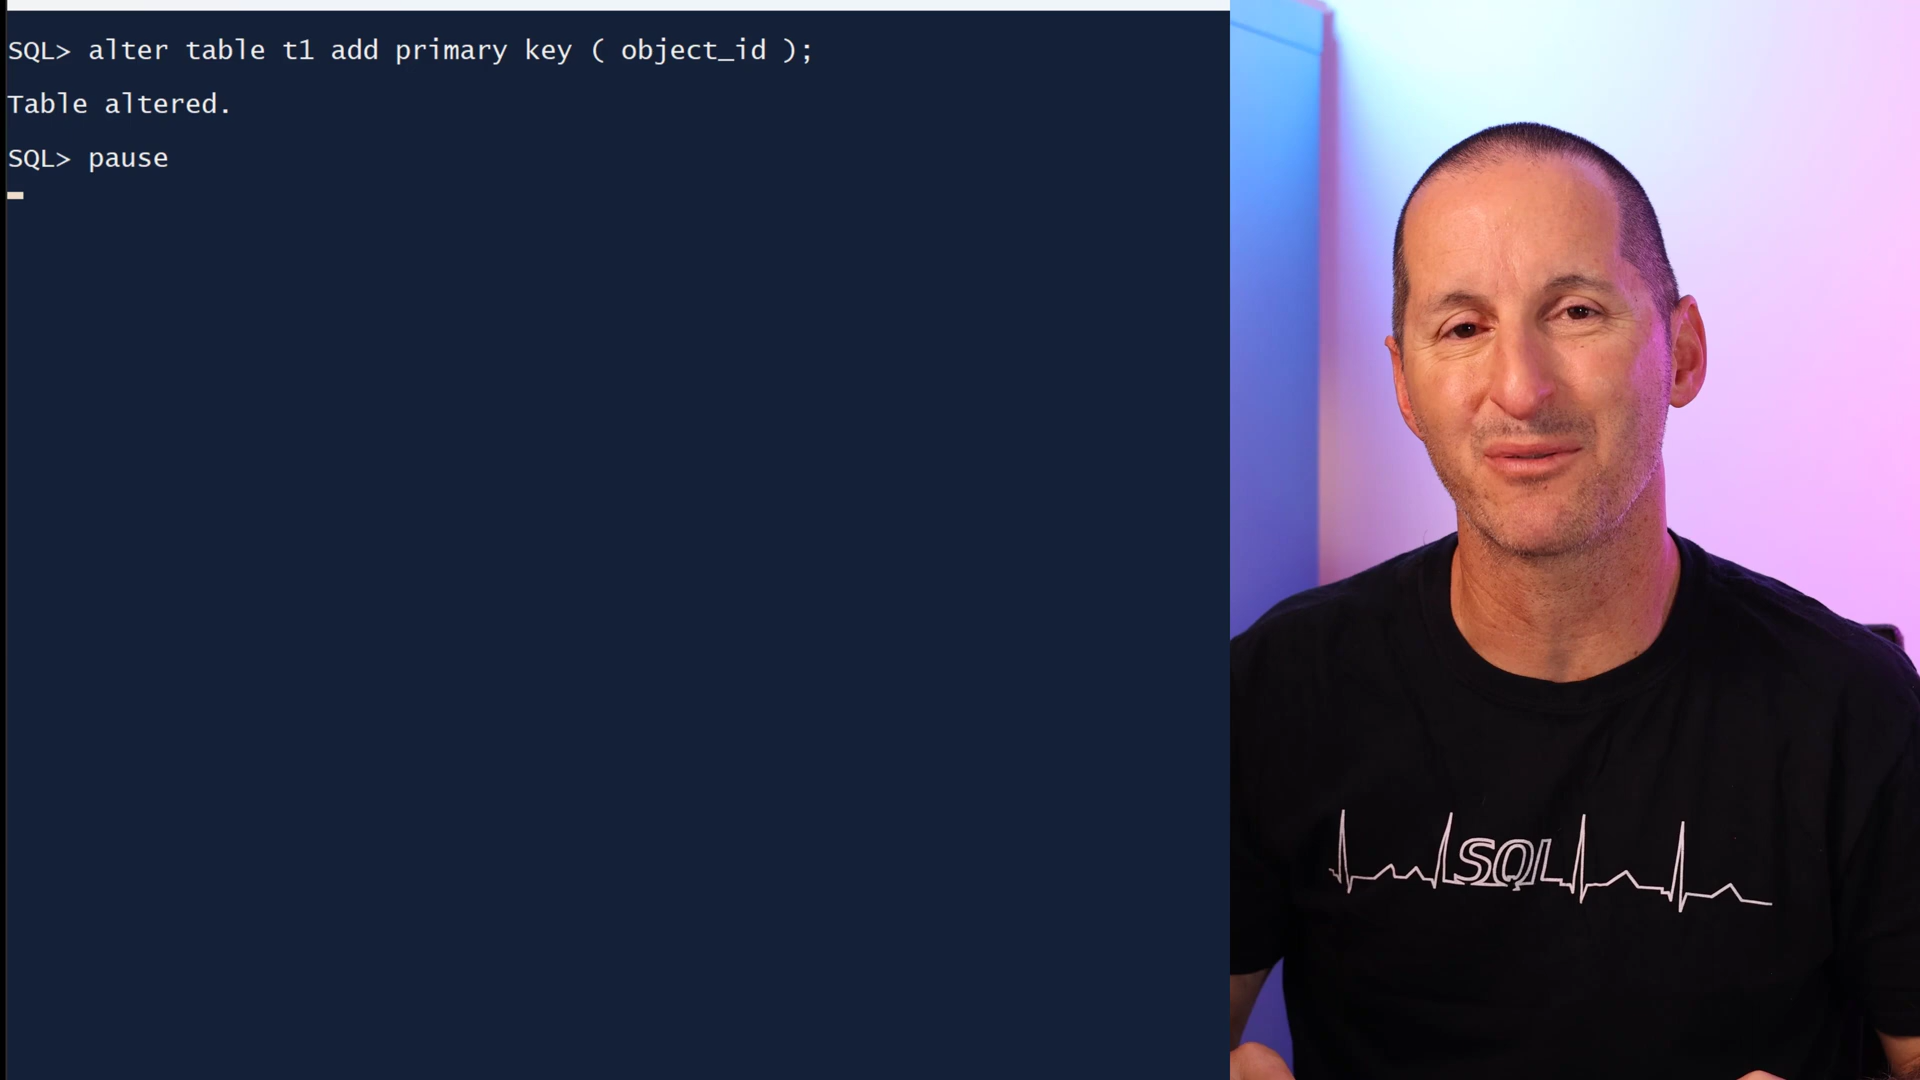 SQL> alter table t1 add primary key ( object_id );
Table altered.
SQL> pause
SQL